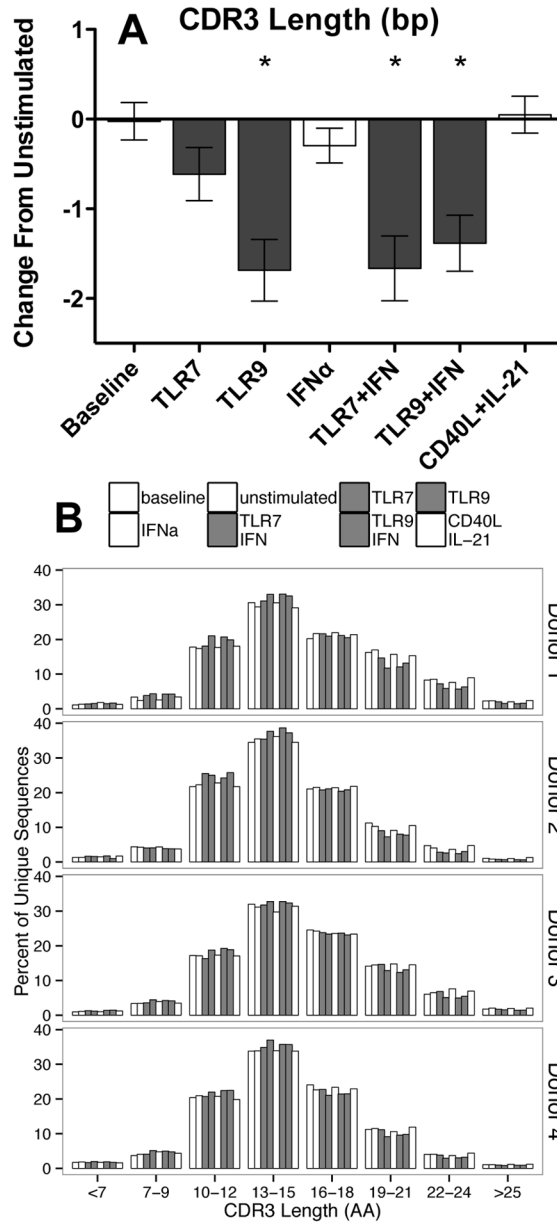 A
CDR3 Length (bp)
* * *
Change From Unstimulated
0
-1
-2
Baseline
TLR7
TLR9
IFNα
TLR7+IFN
TLR9+IFN
CD40L+IL-21
B
baseline unstimulated TLR7 TLR9
IFNa TLR7 IFN TLR9 IFN CD40L IL−21
Percent of Unique Sequences
40
30
20
10
0
Donor 1
40
30
20
10
0
Donor 2
40
30
20
10
0
Donor 3
40
30
20
10
0
Donor 4
<7 7−9 10−12 13−15 16−18 19−21 22−24 >25
CDR3 Length (AA)